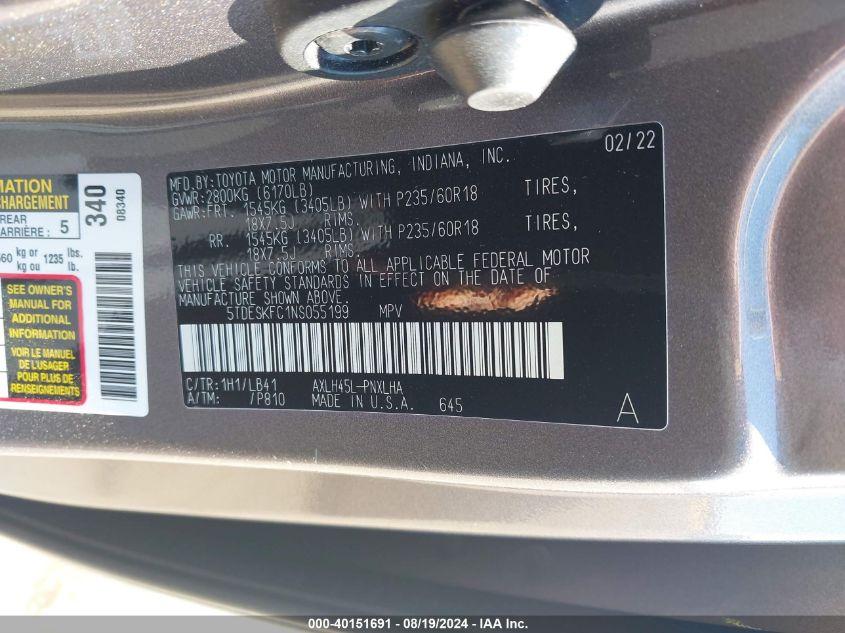 MATION
CHARGEMENT
REAR
ARRIÈRE : 5
560 kg or 1235 lbs.
kg ou lb.
340
08340
SEE OWNER'S
MANUAL FOR
ADDITIONAL
INFORMATION
VOIR LE MANUEL
DE L'USAGER
POUR PLUS DE
RENSEIGNEMENTS
02/22
MFD.BY:TOYOTA MOTOR MANUFACTURING, INDIANA, INC.
GVWR:2800KG (6170LB)
GAWR:FRT. 1545KG (3405LB) WITH P235/60R18 TIRES,
18X7.5J RIMS.
RR. 1545KG (3405LB) WITH P235/60R18 TIRES,
18X7.5J RIMS.
THIS VEHICLE CONFORMS TO ALL APPLICABLE FEDERAL MOTOR
VEHICLE SAFETY STANDARDS IN EFFECT ON THE DATE OF
MANUFACTURE SHOWN ABOVE.
5TDESKFC1NS055199 MPV
C/TR:1H1/LB41 AXLH45L-PNXLHA
A/TM: /P810 MADE IN U.S.A. 645
A
000-40151691 - 08/19/2024 - IAA Inc.